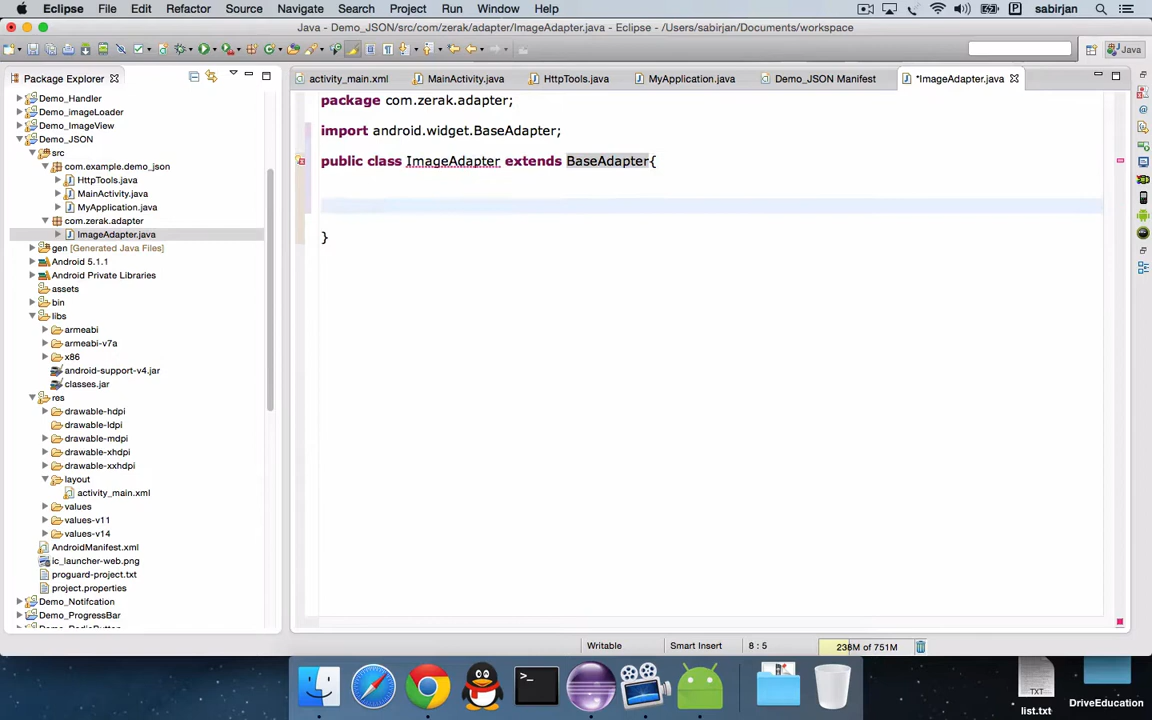 Eclipse File Edit Source Refactor Navigate Search Project Run Window Help P sabirjan
Java - Demo_JSON/src/com/zerak/adapter/ImageAdapter.java - Eclipse - /Users/sabirjan/Documents/workspace
Java
Package Explorer
activity_main.xml MainActivity.java HttpTools.java MyApplication.java Demo_JSON Manifest *ImageAdapter.java
Demo_Handler
Demo_imageLoader
Demo_ImageView
Demo_JSON
src
com.example.demo_json
HttpTools.java
MainActivity.java
MyApplication.java
com.zerak.adapter
ImageAdapter.java
gen [Generated Java Files]
Android 5.1.1
Android Private Libraries
assets
bin
libs
armeabi
armeabi-v7a
x86
android-support-v4.jar
classes.jar
res
drawable-hdpi
drawable-ldpi
drawable-mdpi
drawable-xhdpi
drawable-xxhdpi
layout
activity_main.xml
values
values-v11
values-v14
AndroidManifest.xml
ic_launcher-web.png
proguard-project.txt
project.properties
Demo_Notifcation
Demo_ProgressBar
package com.zerak.adapter;
import android.widget.BaseAdapter;
public class ImageAdapter extends BaseAdapter{
}
Writable Smart Insert 8 : 5 238M of 751M
>_
TXT
list.txt
DriveEducation